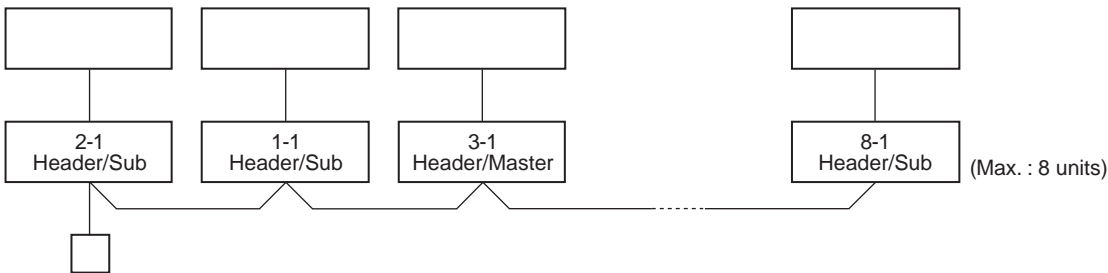 2-1
Header/Sub
1-1
Header/Sub
3-1
Header/Master
8-1
Header/Sub
(Max. : 8 units)